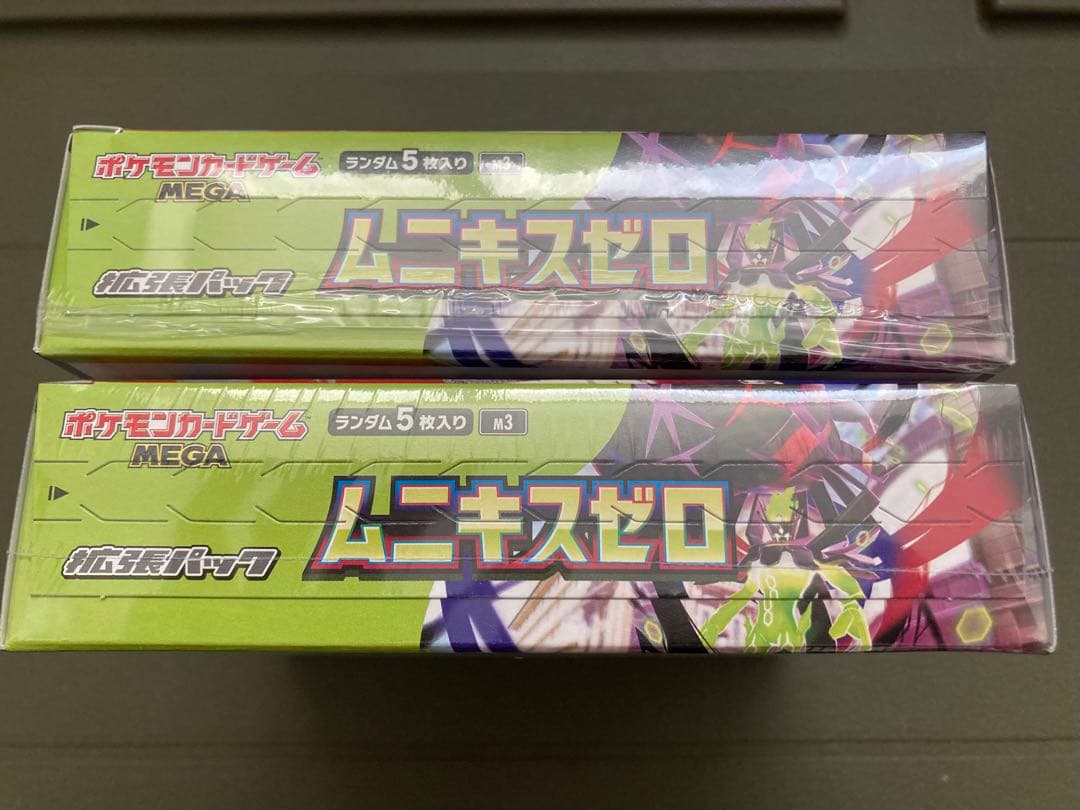 ポケモンカードゲーム
MEGA
ランダム5枚入り M3
ムニキスゼロ
拡張パック
ポケモンカードゲーム
MEGA
ランダム5枚入り M3
ムニキスゼロ
拡張パック